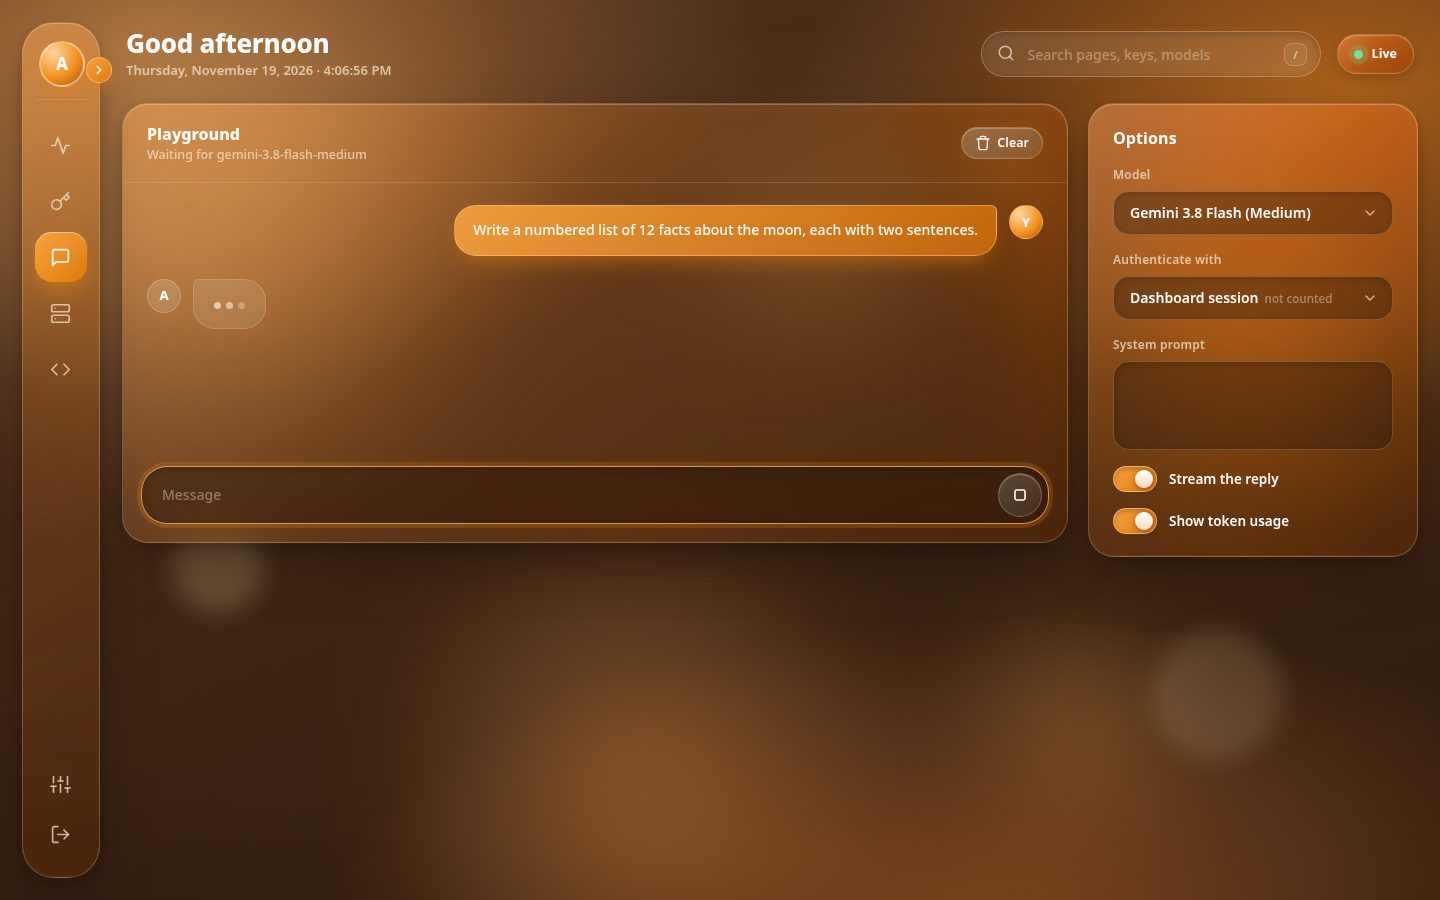 A
Good afternoon
Thursday, November 19, 2026 · 4:06:56 PM
Search pages, keys, models
/
Live
Playground
Waiting for gemini-3.8-flash-medium
Clear
Write a numbered list of 12 facts about the moon, each with two sentences.
Y
A
Message
Options
Model
Gemini 3.8 Flash (Medium)
Authenticate with
Dashboard session not counted
System prompt
Stream the reply
Show token usage